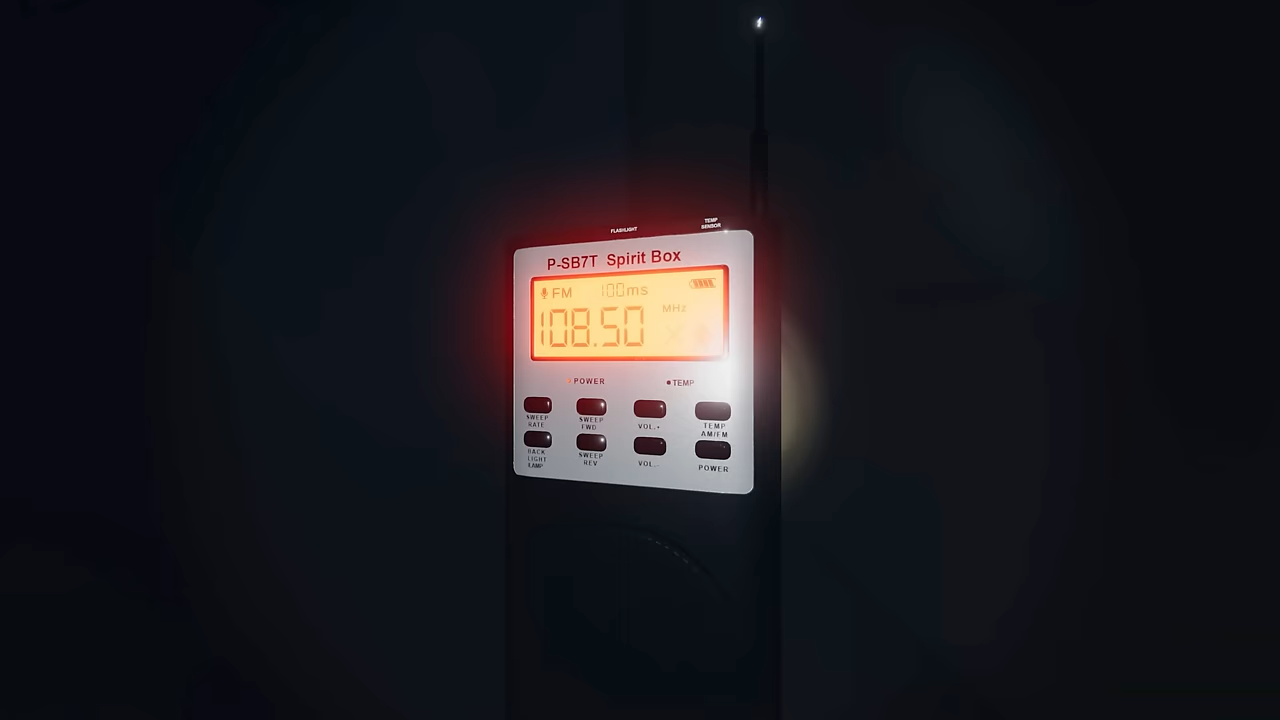 FLASHLIGHT
TEMP
SENSOR
P-SB7T Spirit Box
FM 100ms
108.50 MHz
POWER
TEMP
SWEEP
RATE
SWEEP
FWD
VOL.+
TEMP
AM/FM
BACK
LIGHT
LAMP
SWEEP
REV
VOL.-
POWER